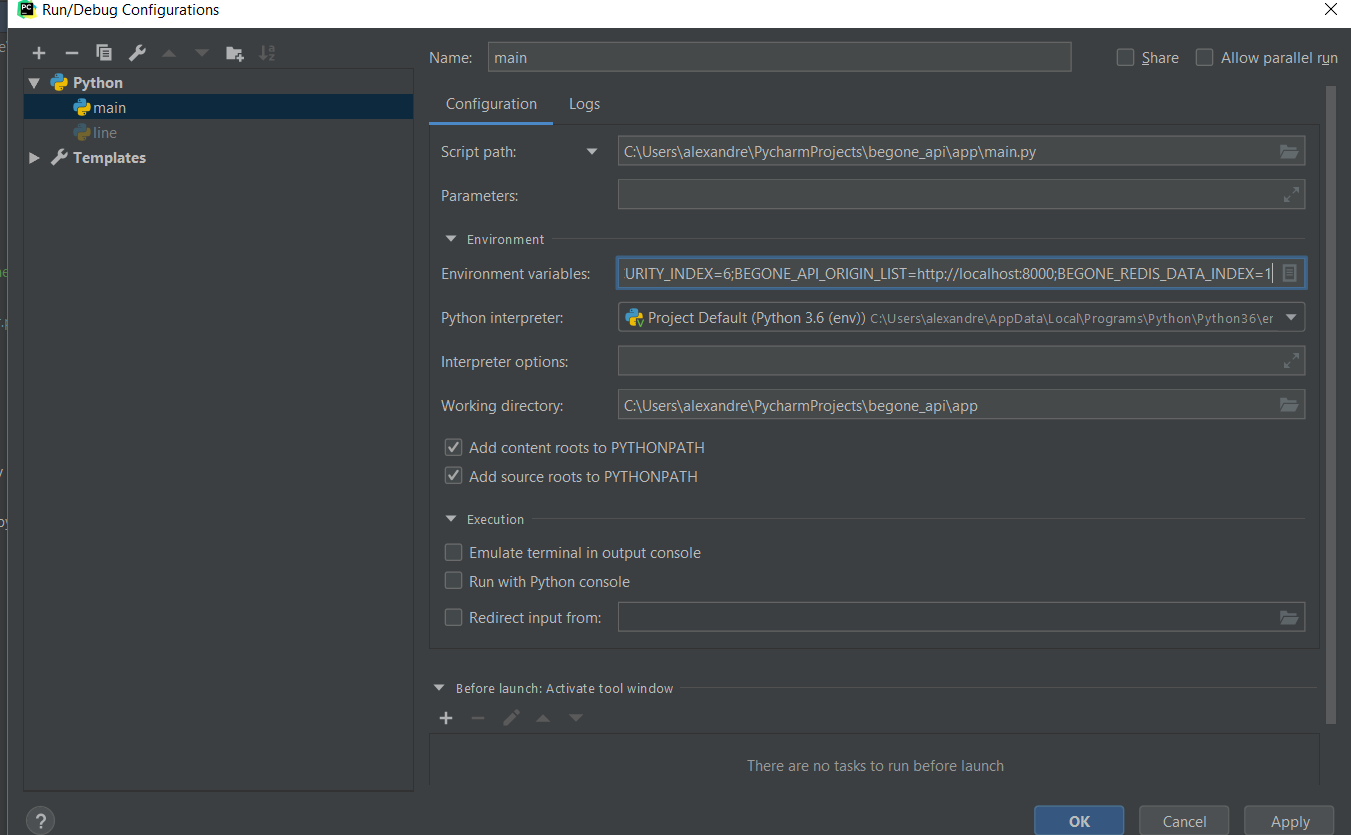 PC Run/Debug Configurations
Name: main Share Allow parallel run
Python
main
line
Templates
Configuration Logs
Script path: C:\Users\alexandre\PycharmProjects\begone_api\app\main.py
Parameters:
Environment
Environment variables: URITY_INDEX=6;BEGONE_API_ORIGIN_LIST=http://localhost:8000;BEGONE_REDIS_DATA_INDEX=1
Python interpreter: Project Default (Python 3.6 (env)) C:\Users\alexandre\AppData\Local\Programs\Python\Python36\er
Interpreter options:
Working directory: C:\Users\alexandre\PycharmProjects\begone_api\app
Add content roots to PYTHONPATH
Add source roots to PYTHONPATH
Execution
Emulate terminal in output console
Run with Python console
Redirect input from:
Before launch: Activate tool window
There are no tasks to run before launch
? OK Cancel Apply